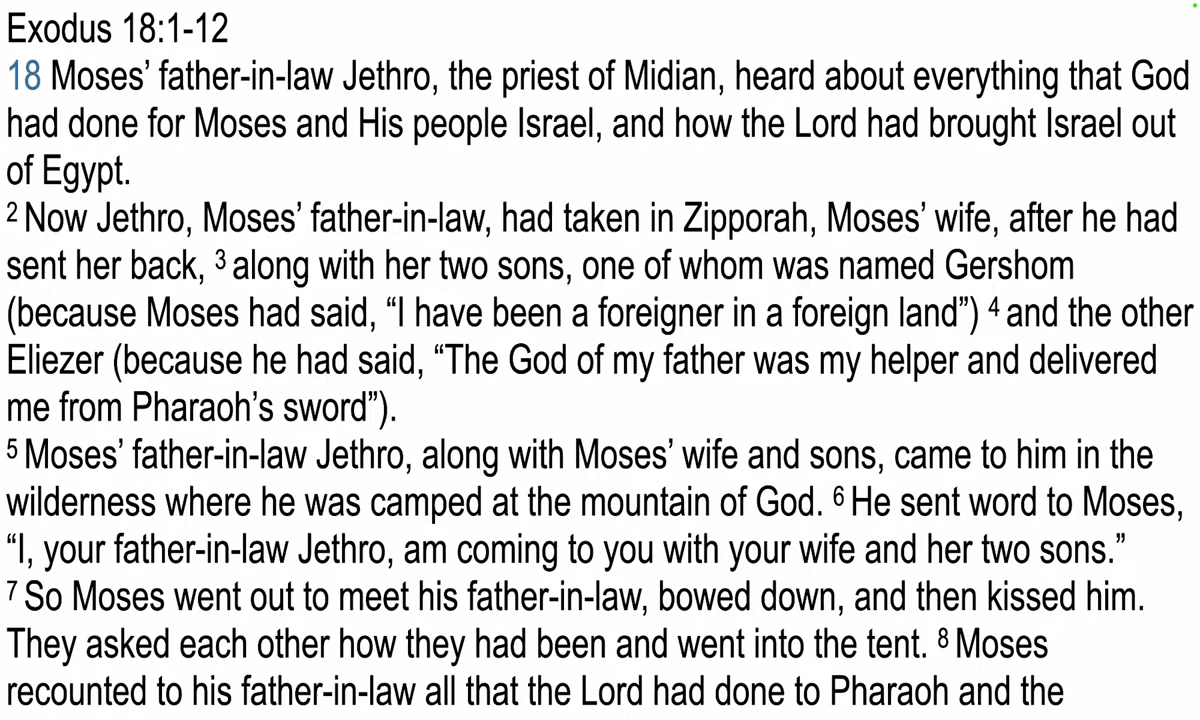 Exodus 18:1-12
18 Moses’ father-in-law Jethro, the priest of Midian, heard about everything that God
had done for Moses and His people Israel, and how the Lord had brought Israel out
of Egypt.
2 Now Jethro, Moses’ father-in-law, had taken in Zipporah, Moses’ wife, after he had
sent her back, 3 along with her two sons, one of whom was named Gershom
(because Moses had said, “I have been a foreigner in a foreign land”) 4 and the other
Eliezer (because he had said, “The God of my father was my helper and delivered
me from Pharaoh’s sword”).
5 Moses’ father-in-law Jethro, along with Moses’ wife and sons, came to him in the
wilderness where he was camped at the mountain of God. 6 He sent word to Moses,
“I, your father-in-law Jethro, am coming to you with your wife and her two sons.”
7 So Moses went out to meet his father-in-law, bowed down, and then kissed him.
They asked each other how they had been and went into the tent. 8 Moses
recounted to his father-in-law all that the Lord had done to Pharaoh and the